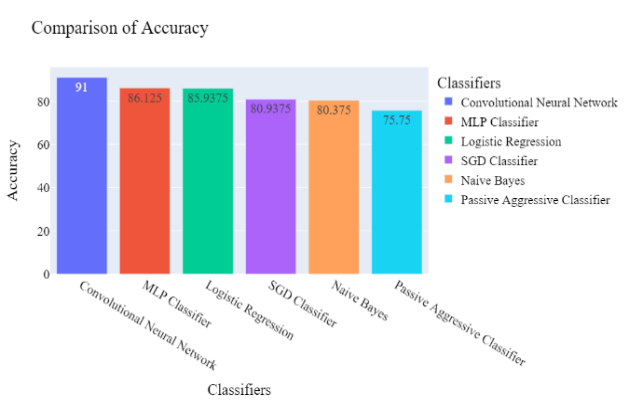 Comparison of Accuracy
Classifiers
Convolutional Neural Network
MLP Classifier
Logistic Regression
SGD Classifier
Naive Bayes
Passive Aggressive Classifier
91
86.125
85.9375
80.9375
80.375
75.75
80
60
40
20
0
Accuracy
Convolutional Neural Network
MLP Classifier
Logistic Regression
SGD Classifier
Naive Bayes
Passive Aggressive Classifier
Classifiers